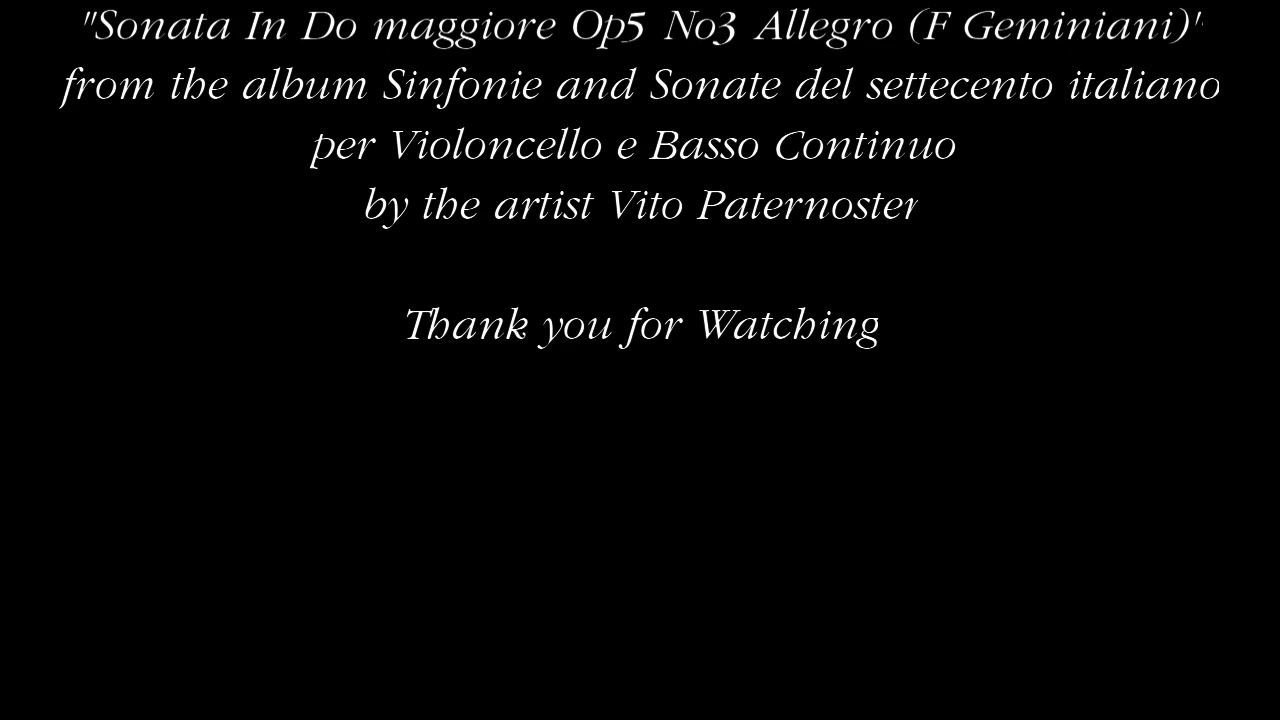 "Sonata In Do maggiore Op5 No3 Allegro (F Geminiani)"
from the album Sinfonie and Sonate del settecento italiano
per Violoncello e Basso Continuo
by the artist Vito Paternoster
Thank you for Watching